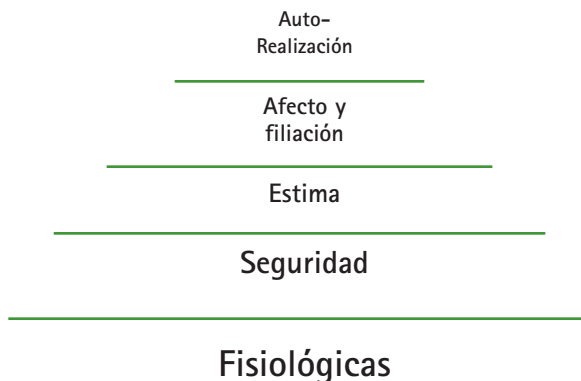 Auto-
Realización
Afecto y
filiación
Estima
Seguridad
Fisiológicas